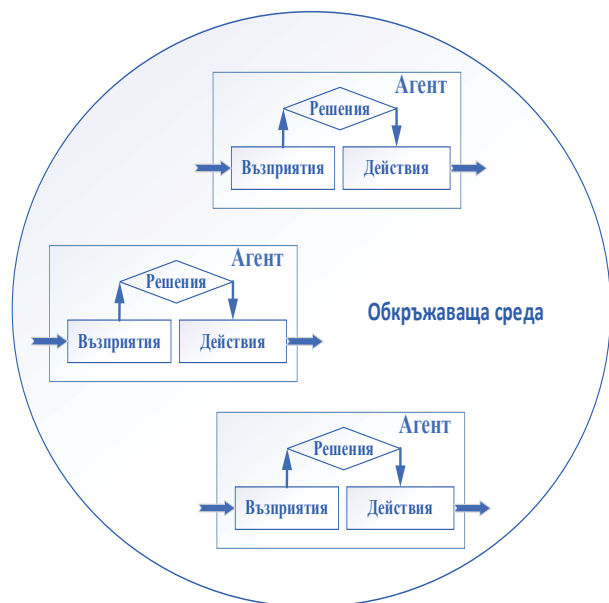 Агент
Решения
Възприятия
Действия
Агент
Решения
Възприятия
Действия
Обкръжаваща среда
Агент
Решения
Възприятия
Действия